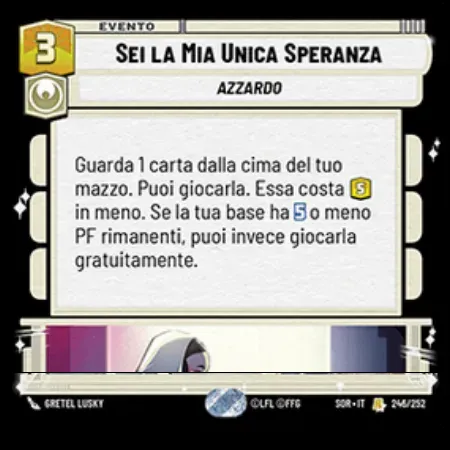 3
EVENTO
SEI LA MIA UNICA SPERANZA
AZZARDO
Guarda 1 carta dalla cima del tuo
mazzo. Puoi giocarla. Essa costa 5
in meno. Se la tua base ha 5 o meno
PF rimanenti, puoi invece giocarla
gratuitamente.
GRETEL LUSKY
©LFL ©FFG
SOR • IT
246/252